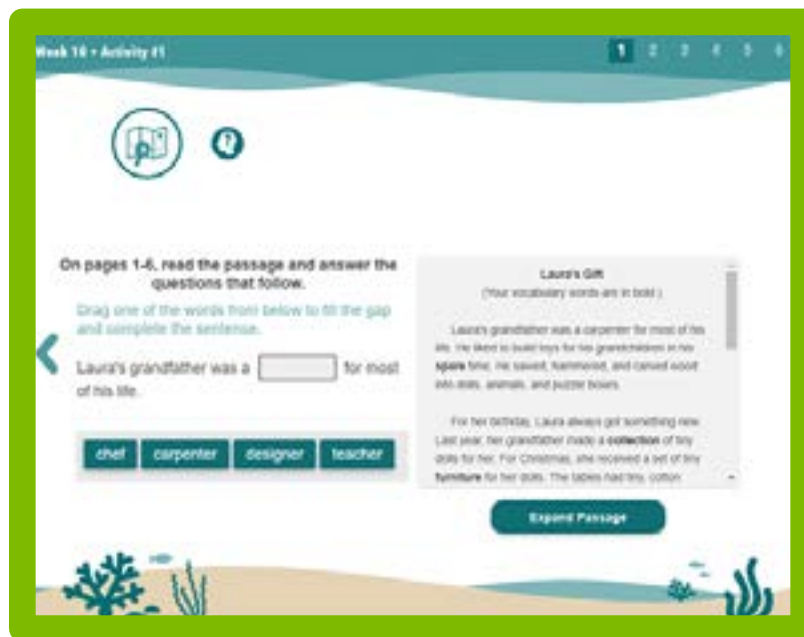 Week 10 • Activity #1
1 2 3 4 5 6
On pages 1-6, read the passage and answer the
questions that follow.
Drag one of the words from below to fill the gap
and complete the sentence.
Laura's grandfather was a for most
of his life.
chef carpenter designer teacher
Laura's Gift
(Your vocabulary words are in bold.)
Laura's grandfather was a carpenter for most of his
life. He liked to build toys for his grandchildren in his
spare time. He sawed, hammered, and carved wood
into dolls, animals, and puzzle boxes.
For her birthday, Laura always got something new.
Last year, her grandfather made a collection of tiny
dolls for her. For Christmas, she received a set of tiny
furniture for her dolls. The tables had tiny, cotton
Expand Passage